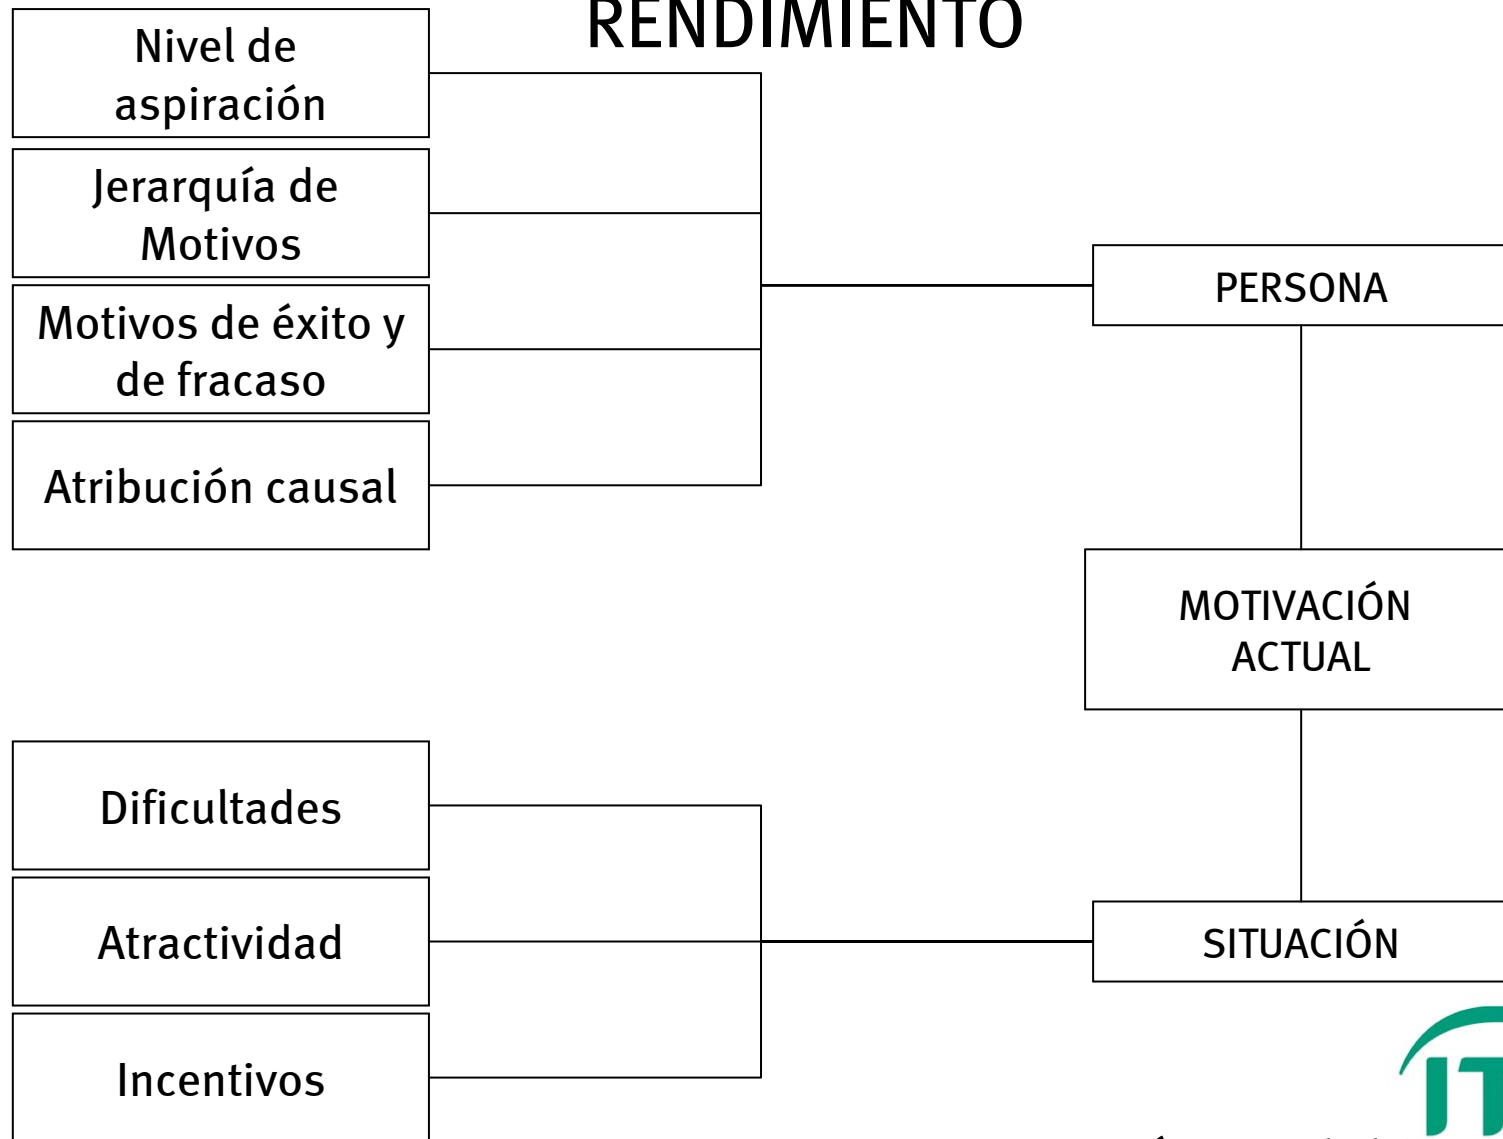 RENDIMIENTO
Nivel de
aspiración
Jerarquía de
Motivos
Motivos de éxito y
de fracaso
Atribución causal
PERSONA
MOTIVACIÓN
ACTUAL
Dificultades
Atractividad
Incentivos
SITUACIÓN